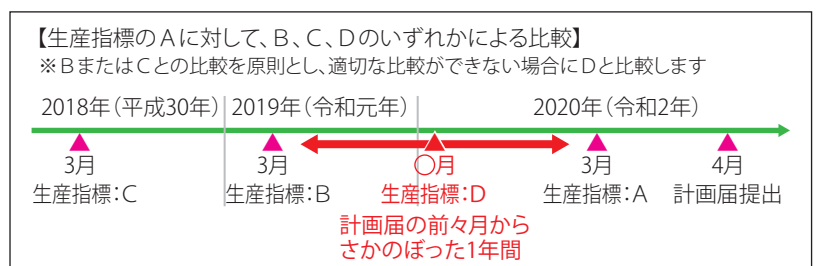 【生産指標のAに対して、B、C、Dのいずれかによる比較】
※BまたはCとの比較を原則とし、適切な比較ができない場合にDと比較します
2018年（平成30年） 2019年（令和元年） 2020年（令和2年）
3月 3月 ○月 3月 4月
生産指標：C 生産指標：B 生産指標：D 生産指標：A 計画届提出
計画届の前々月から
さかのぼった1年間